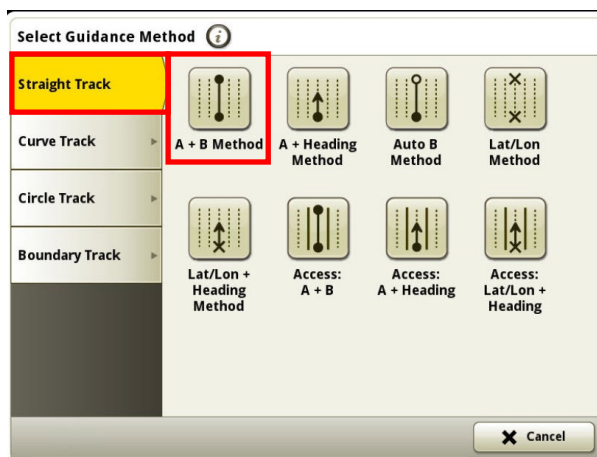 Select Guidance Method i
Straight Track
Curve Track
Circle Track
Boundary Track
A + B Method
A + Heading
Method
Auto B
Method
Lat/Lon
Method
Lat/Lon +
Heading
Method
Access:
A + B
Access:
A + Heading
Access:
Lat/Lon +
Heading
Cancel